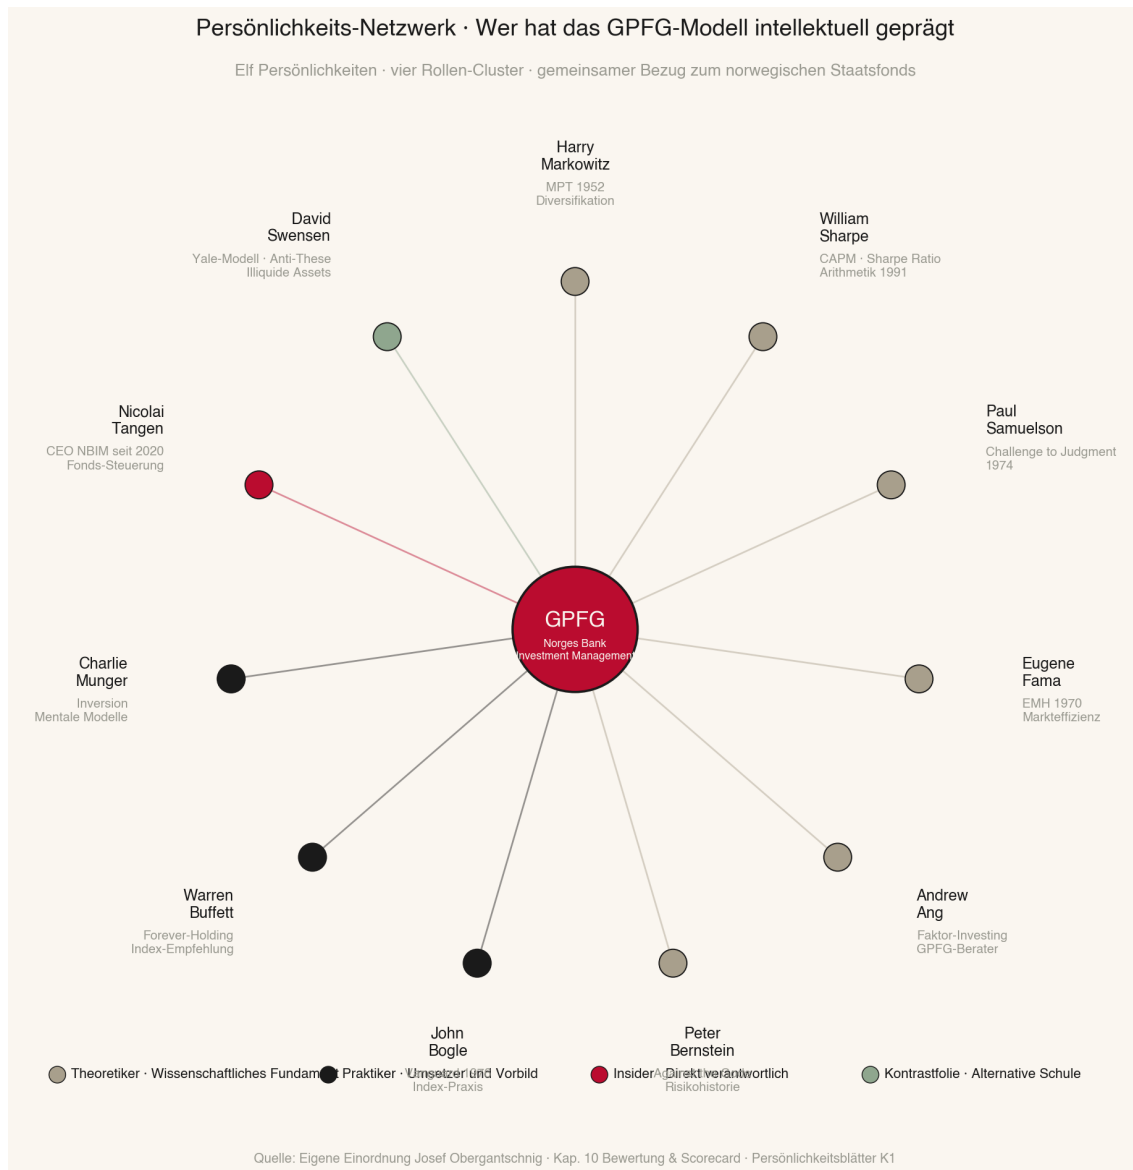 Persönlichkeits-Netzwerk · Wer hat das GPFG-Modell intellektuell geprägt
Elf Persönlichkeiten · vier Rollen-Cluster · gemeinsamer Bezug zum norwegischen Staatsfonds
Harry
Markowitz
MPT 1952
Diversifikation
David
Swensen
Yale-Modell · Anti-These
Illiquide Assets
William
Sharpe
CAPM · Sharpe Ratio
Arithmetik 1991
Nicolai
Tangen
CEO NBIM seit 2020
Fonds-Steuerung
Paul
Samuelson
Challenge to Judgment
1974
GPFG
Norges Bank
Investment Management
Charlie
Munger
Inversion
Mentale Modelle
Eugene
Fama
EMH 1970
Markteffizienz
Warren
Buffett
Forever-Holding
Index-Empfehlung
Andrew
Ang
Faktor-Investing
GPFG-Berater
John
Bogle
Index-Praxis
Peter
Bernstein
Risikohistorie
Theoretiker · Wissenschaftliches Fundament
Praktiker · Umsetzer und Vorbild
Insider · Direkt verantwortlich
Kontrastfolie · Alternative Schule
Quelle: Eigene Einordnung Josef Obergantschnig · Kap. 10 Bewertung & Scorecard · Persönlichkeitsblätter K1